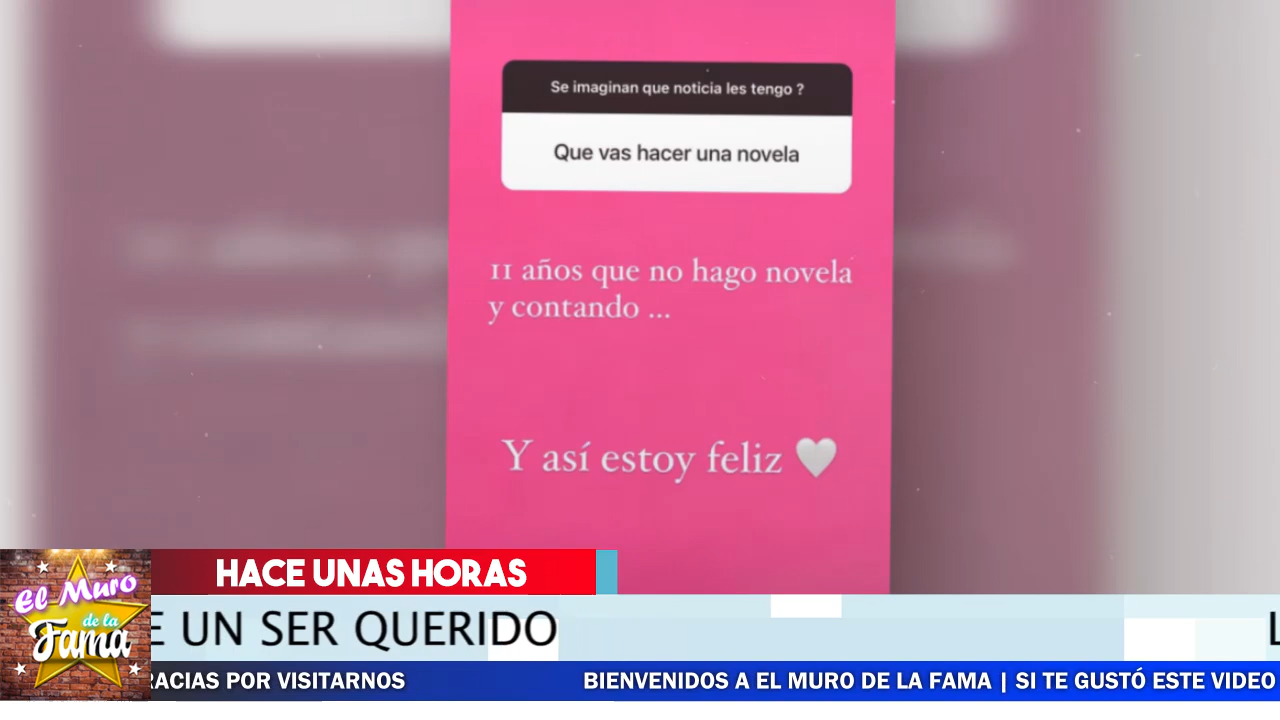 Se imaginan que noticia les tengo ?
Que vas hacer una novela
11 años que no hago novela
y contando ...
Y así estoy feliz 🤍
HACE UNAS HORAS
El Muro
de la
Fama
E UN SER QUERIDO
L
RACIAS POR VISITARNOS
BIENVENIDOS A EL MURO DE LA FAMA | SI TE GUSTÓ ESTE VIDEO